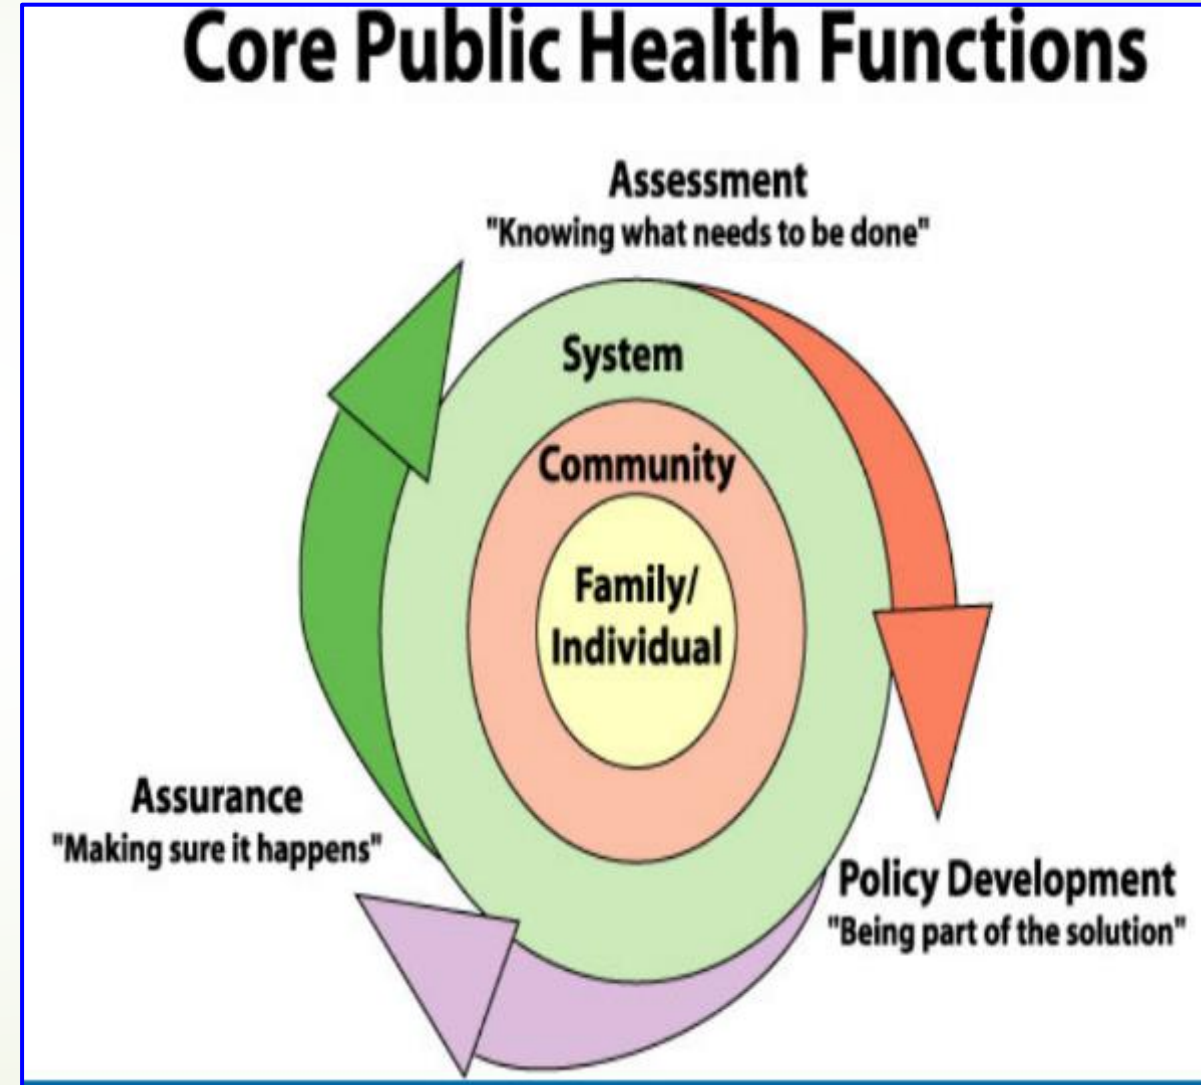 Core Public Health Functions
Assessment
"Knowing what needs to be done"
System
Community
Family/
Individual
Assurance
"Making sure it happens"
Policy Development
"Being part of the solution"